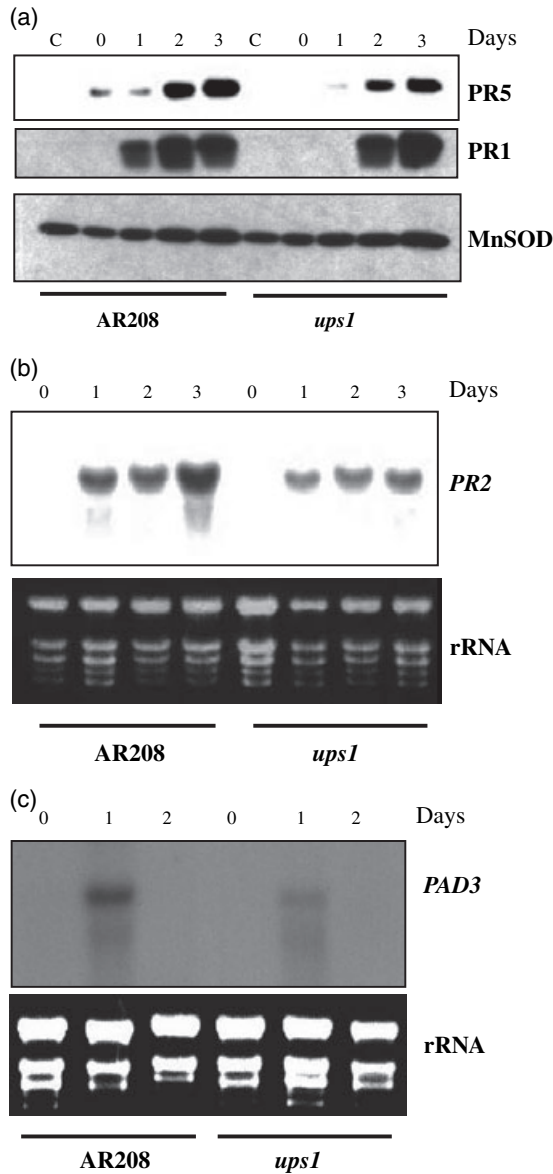 (a)
C 0 1 2 3 C 0 1 2 3 Days
PR5
PR1
MnSOD
AR208 ups1
(b)
0 1 2 3 0 1 2 3 Days
PR2
rRNA
AR208 ups1
(c)
0 1 2 0 1 2 Days
PAD3
rRNA
AR208 ups1